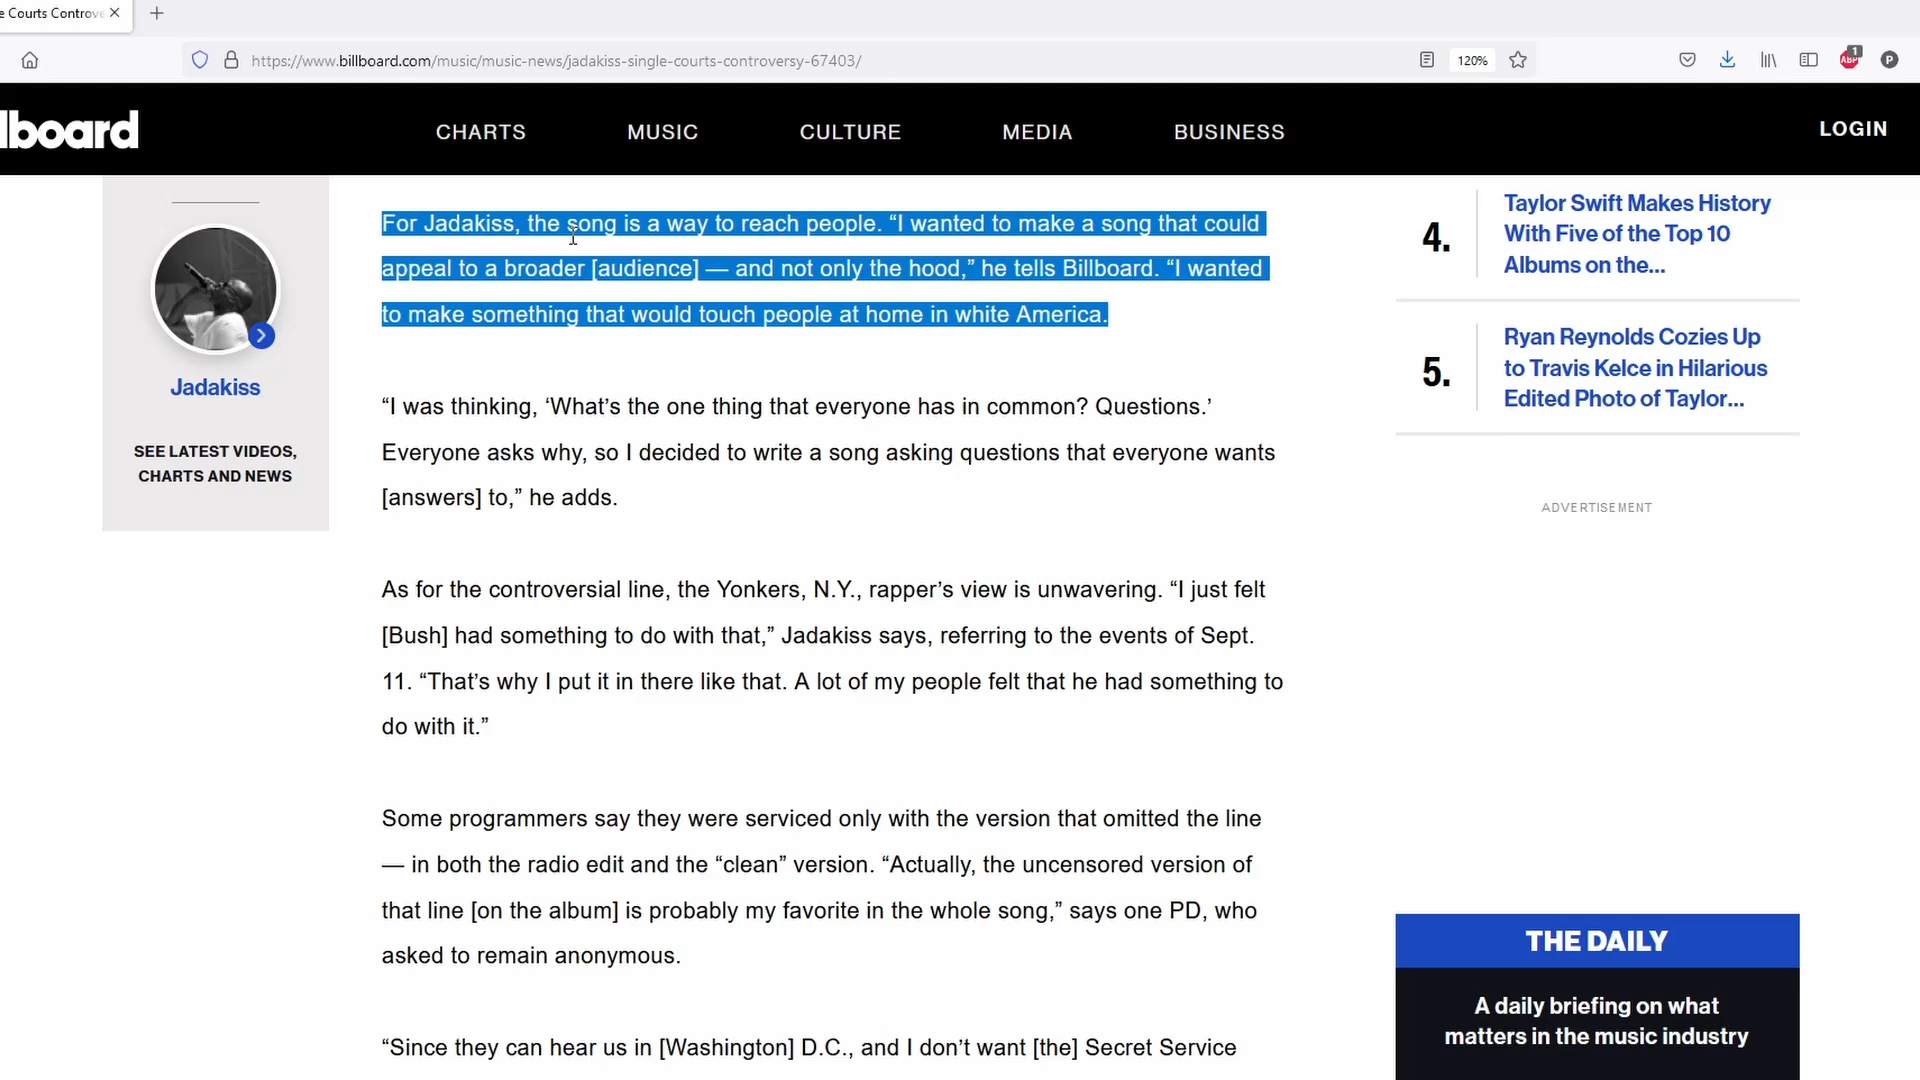 e Courts Controve
https://www.billboard.com/music/music-news/jadakiss-single-courts-controversy-67403/
120%
1
ABP
P
lboard
CHARTS
MUSIC
CULTURE
MEDIA
BUSINESS
LOGIN
Jadakiss
SEE LATEST VIDEOS,
CHARTS AND NEWS
For Jadakiss, the song is a way to reach people. “I wanted to make a song that could
appeal to a broader [audience] — and not only the hood,” he tells Billboard. “I wanted
to make something that would touch people at home in white America.
“I was thinking, ‘What’s the one thing that everyone has in common? Questions.’
Everyone asks why, so I decided to write a song asking questions that everyone wants
[answers] to,” he adds.
As for the controversial line, the Yonkers, N.Y., rapper’s view is unwavering. “I just felt
[Bush] had something to do with that,” Jadakiss says, referring to the events of Sept.
11. “That’s why I put it in there like that. A lot of my people felt that he had something to
do with it.”
Some programmers say they were serviced only with the version that omitted the line
— in both the radio edit and the “clean” version. “Actually, the uncensored version of
that line [on the album] is probably my favorite in the whole song,” says one PD, who
asked to remain anonymous.
“Since they can hear us in [Washington] D.C., and I don’t want [the] Secret Service
4.
Taylor Swift Makes History
With Five of the Top 10
Albums on the...
5.
Ryan Reynolds Cozies Up
to Travis Kelce in Hilarious
Edited Photo of Taylor...
ADVERTISEMENT
THE DAILY
A daily briefing on what
matters in the music industry